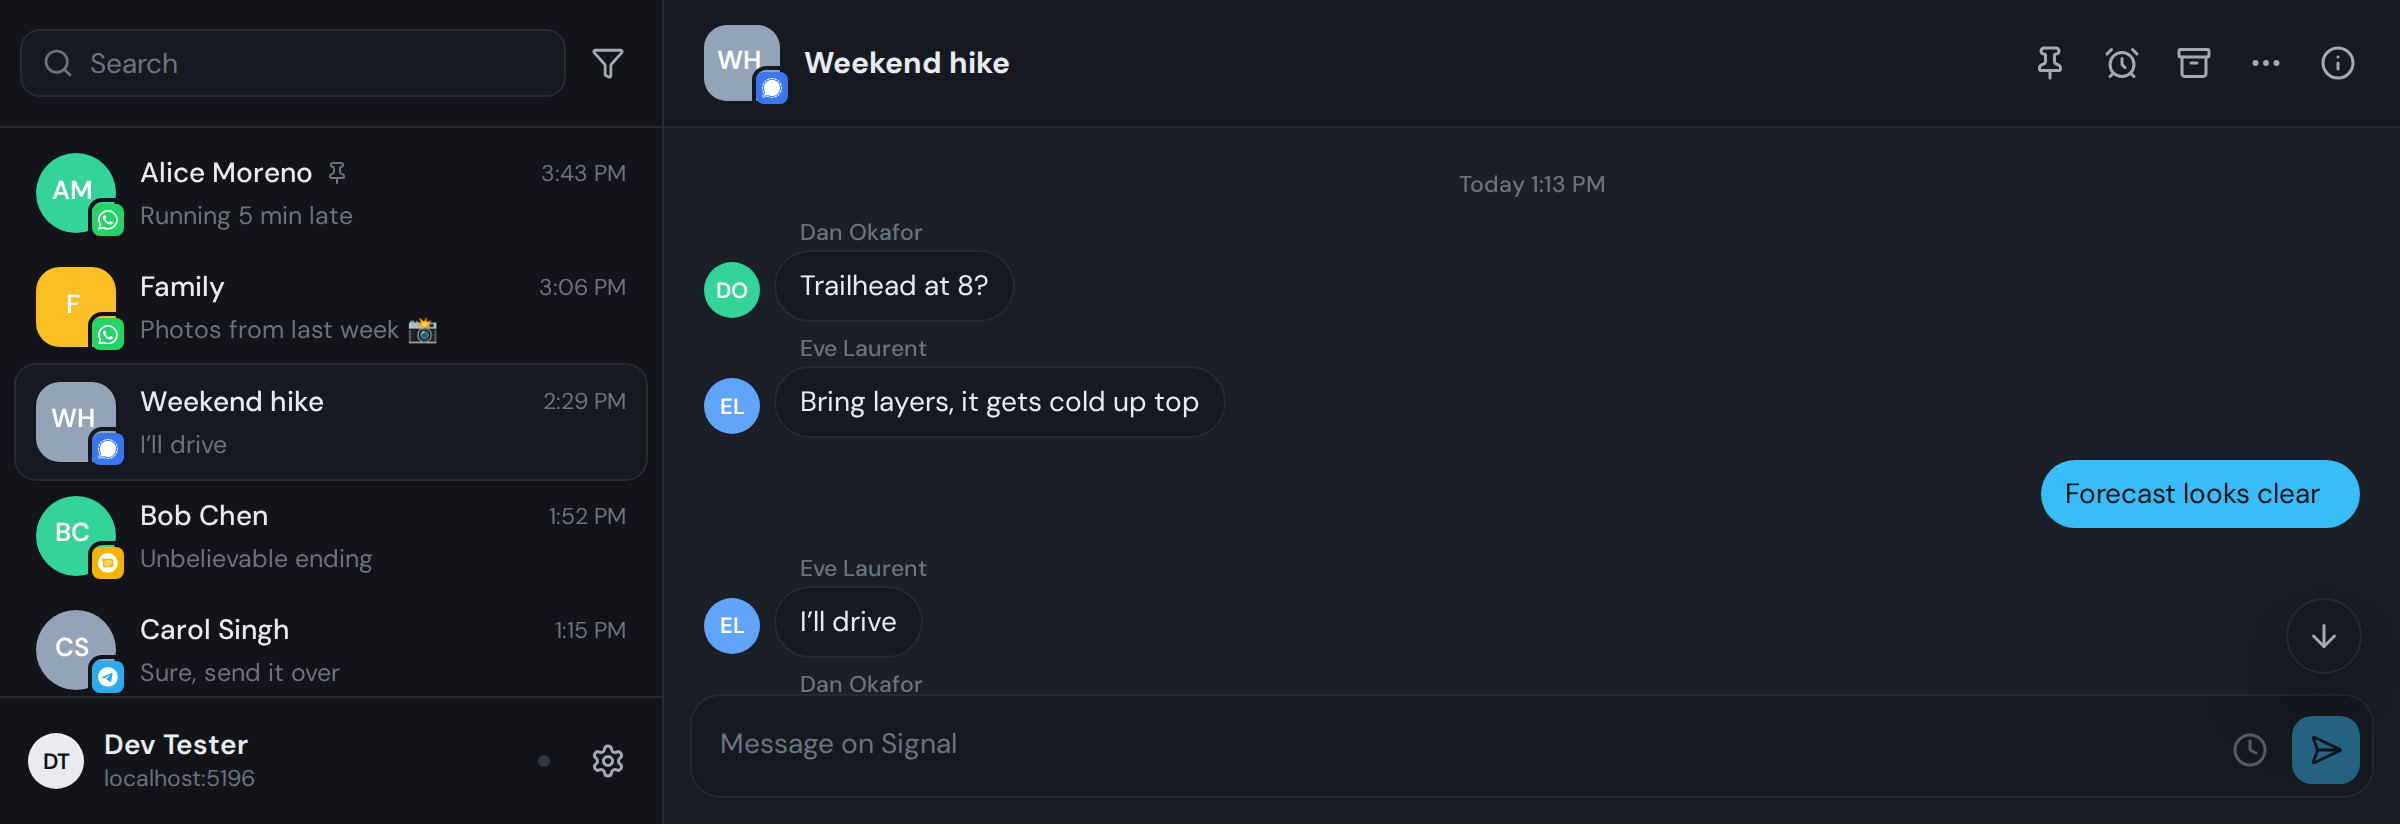 Search
AM
Alice Moreno
3:43 PM
Running 5 min late
F
Family
3:06 PM
Photos from last week 📸
WH
Weekend hike
2:29 PM
I’ll drive
BC
Bob Chen
1:52 PM
Unbelievable ending
CS
Carol Singh
1:15 PM
Sure, send it over
DT
Dev Tester
localhost:5196
WH
Weekend hike
Today 1:13 PM
Dan Okafor
DO
Trailhead at 8?
Eve Laurent
EL
Bring layers, it gets cold up top
Forecast looks clear
Eve Laurent
EL
I’ll drive
Dan Okafor
Message on Signal